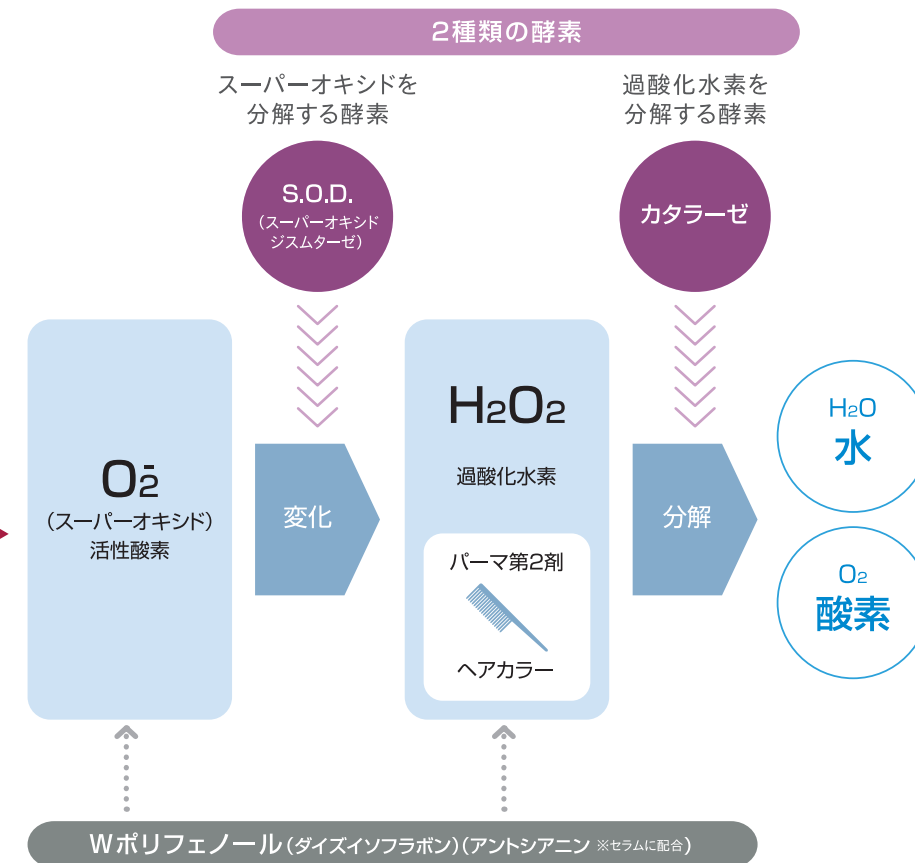 2種類の酵素
スーパーオキシドを
分解する酵素
過酸化水素を
分解する酵素
S.O.D.
(スーパーオキシド
ジスムターゼ)
カタラーゼ
O₂⁻
(スーパーオキシド)
活性酸素
変化
H₂O₂
過酸化水素
パーマ第2剤
ヘアカラー
分解
H₂O
水
O₂
酸素
Wポリフェノール(ダイズイソフラボン)(アントシアニン ※セラムに配合)